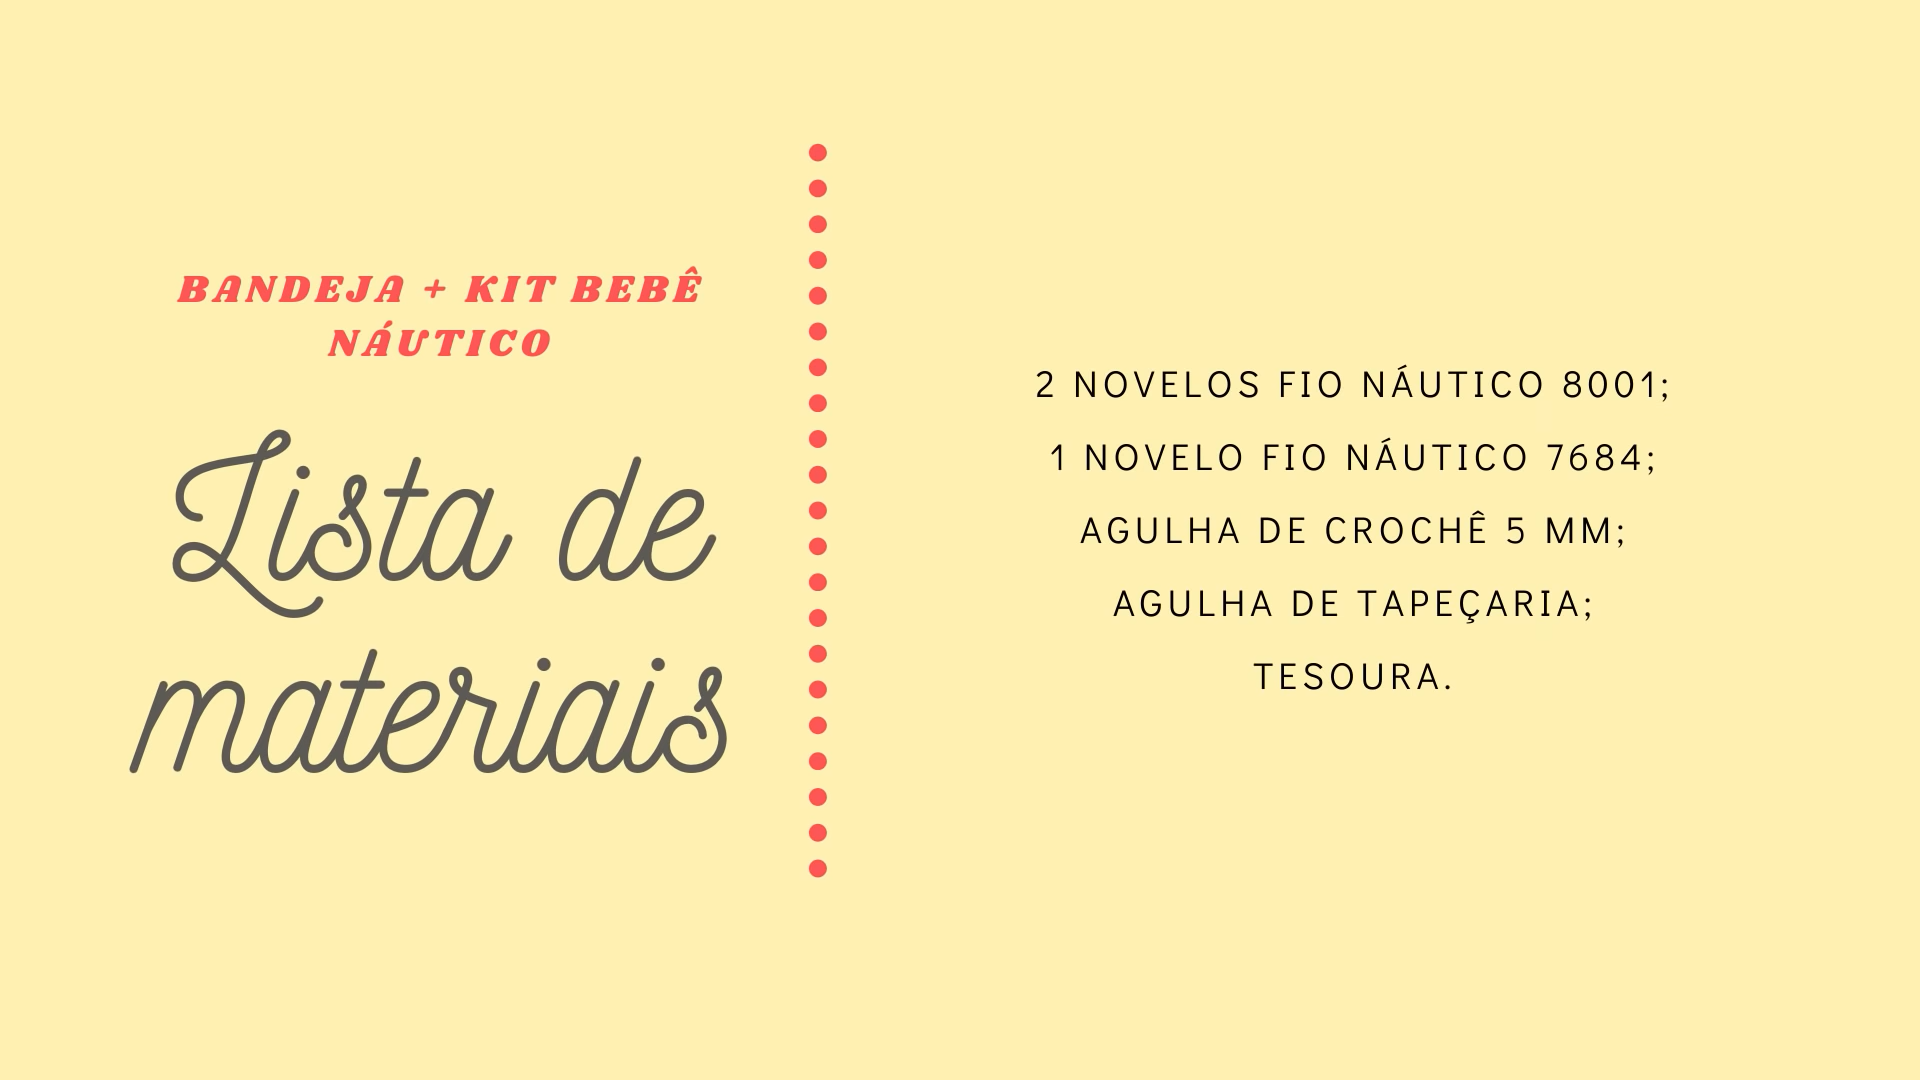 BANDEJA + KIT BEBÊ
NÁUTICO
Lista de
materiais
2 NOVELOS FIO NÁUTICO 8001;
1 NOVELO FIO NÁUTICO 7684;
AGULHA DE CROCHÊ 5 MM;
AGULHA DE TAPEÇARIA;
TESOURA.